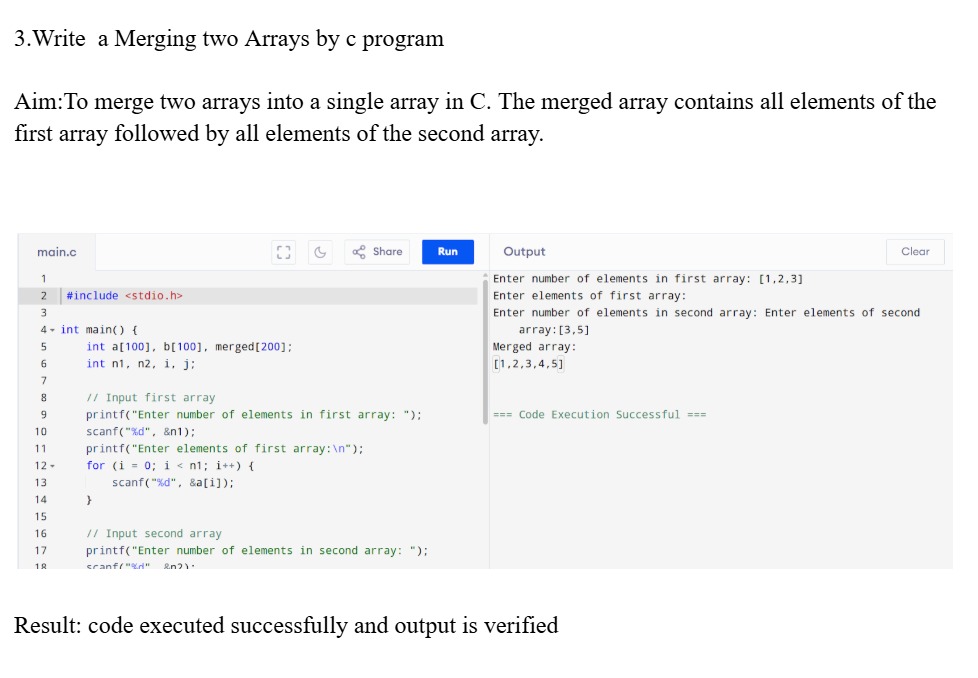 3.Write  a Merging two Arrays by c program
Aim:To merge two arrays into a single array in C. The merged array contains all elements of the
first array followed by all elements of the second array.
main.c
Share
Run
1
2 #include <stdio.h>
3
4 int main() {
5 int a[100], b[100], merged[200];
6 int n1, n2, i, j;
7
8 // Input first array
9 printf("Enter number of elements in first array: ");
10 scanf("%d", &n1);
11 printf("Enter elements of first array:\n");
12 for (i = 0; i < n1; i++) {
13 scanf("%d", &a[i]);
14 }
15
16 // Input second array
17 printf("Enter number of elements in second array: ");
18 scanf("%d", &n2);
Output
Clear
Enter number of elements in first array: [1,2,3]
Enter elements of first array:
Enter number of elements in second array: Enter elements of second
array:[3,5]
Merged array:
[1,2,3,4,5]
=== Code Execution Successful ===
Result: code executed successfully and output is verified